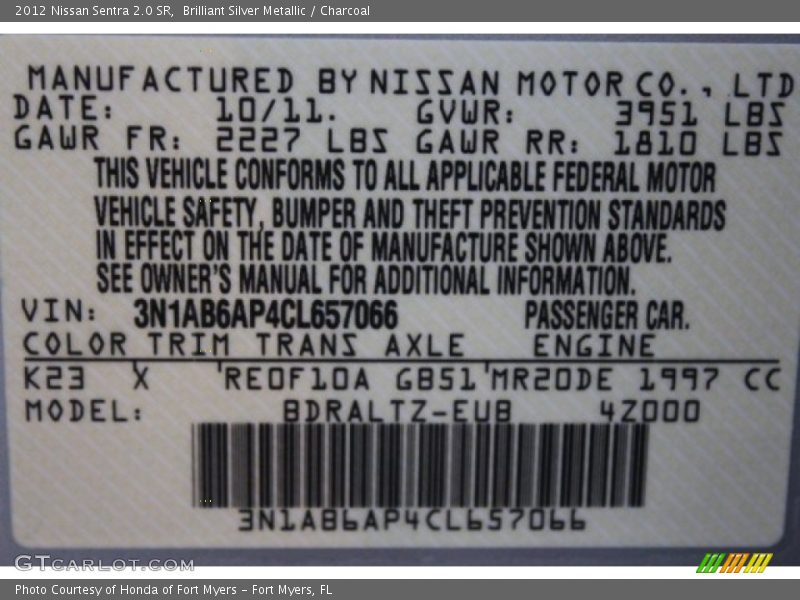 2012 Nissan Sentra 2.0 SR,  Brilliant Silver Metallic / Charcoal
MANUFACTURED BY NISSAN MOTOR CO., LTD
DATE: 10/11. GVWR: 3951 LBS
GAWR FR: 2227 LBS GAWR RR: 1810 LBS
THIS VEHICLE CONFORMS TO ALL APPLICABLE FEDERAL MOTOR
VEHICLE SAFETY, BUMPER AND THEFT PREVENTION STANDARDS
IN EFFECT ON THE DATE OF MANUFACTURE SHOWN ABOVE.
SEE OWNER'S MANUAL FOR ADDITIONAL INFORMATION.
VIN: 3N1AB6AP4CL657066 PASSENGER CAR.
COLOR TRIM TRANS AXLE ENGINE
K23 X 'RE0F10A GB51'MR20DE 1997 CC
MODEL: BDRALTZ-EUB 4Z000
3N1AB6AP4CL657066
GTCARLOT.COM
Photo Courtesy of Honda of Fort Myers - Fort Myers, FL